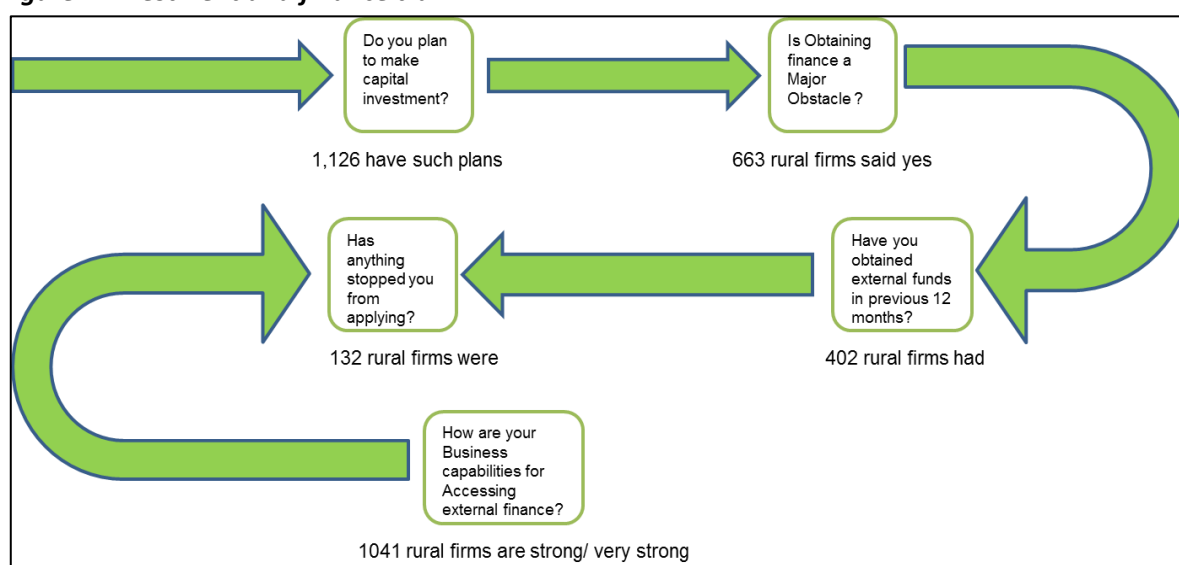 Do you plan
to make
capital
investment?
1,126 have such plans
Is Obtaining
finance a
Major
Obstacle ?
663 rural firms said yes
Have you
obtained
external funds
in previous 12
months?
402 rural firms had
Has
anything
stopped you
from
applying?
132 rural firms were
How are your
Business
capabilities for
Accessing
external finance?
1041 rural firms are strong/ very strong